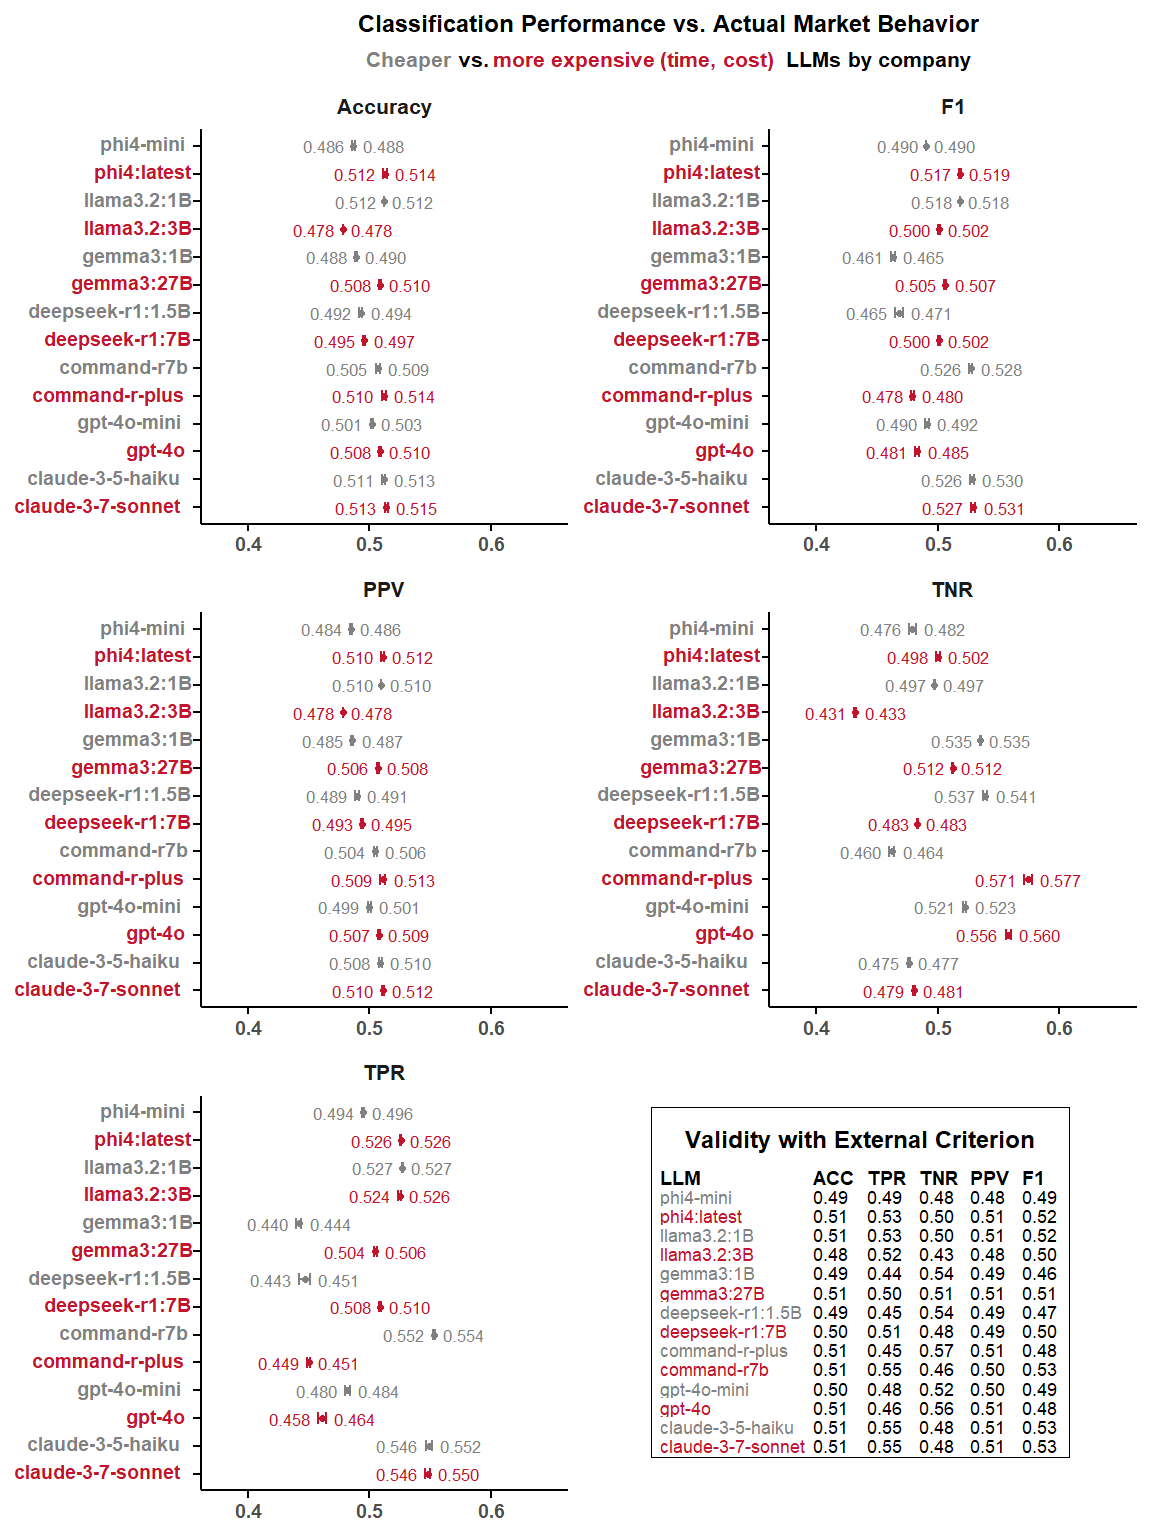 Classification Performance vs. Actual Market Behavior
Cheaper vs. more expensive (time, cost) LLMs by company
Accuracy
phi4-mini 0.486 0.488
phi4:latest 0.512 0.514
llama3.2:1B 0.512 0.512
llama3.2:3B 0.478 0.478
gemma3:1B 0.488 0.490
gemma3:27B 0.508 0.510
deepseek-r1:1.5B 0.492 0.494
deepseek-r1:7B 0.495 0.497
command-r7b 0.505 0.509
command-r-plus 0.510 0.514
gpt-4o-mini 0.501 0.503
gpt-4o 0.508 0.510
claude-3-5-haiku 0.511 0.513
claude-3-7-sonnet 0.513 0.515
0.4 0.5 0.6
F1
phi4-mini 0.490 0.490
phi4:latest 0.517 0.519
llama3.2:1B 0.518 0.518
llama3.2:3B 0.500 0.502
gemma3:1B 0.461 0.465
gemma3:27B 0.505 0.507
deepseek-r1:1.5B 0.465 0.471
deepseek-r1:7B 0.500 0.502
command-r7b 0.526 0.528
command-r-plus 0.478 0.480
gpt-4o-mini 0.490 0.492
gpt-4o 0.481 0.485
claude-3-5-haiku 0.526 0.530
claude-3-7-sonnet 0.527 0.531
0.4 0.5 0.6
PPV
phi4-mini 0.484 0.486
phi4:latest 0.510 0.512
llama3.2:1B 0.510 0.510
llama3.2:3B 0.478 0.478
gemma3:1B 0.485 0.487
gemma3:27B 0.506 0.508
deepseek-r1:1.5B 0.489 0.491
deepseek-r1:7B 0.493 0.495
command-r7b 0.504 0.506
command-r-plus 0.509 0.513
gpt-4o-mini 0.499 0.501
gpt-4o 0.507 0.509
claude-3-5-haiku 0.508 0.510
claude-3-7-sonnet 0.510 0.512
0.4 0.5 0.6
TNR
phi4-mini 0.476 0.482
phi4:latest 0.498 0.502
llama3.2:1B 0.497 0.497
llama3.2:3B 0.431 0.433
gemma3:1B 0.535 0.535
gemma3:27B 0.512 0.512
deepseek-r1:1.5B 0.537 0.541
deepseek-r1:7B 0.483 0.483
command-r7b 0.460 0.464
command-r-plus 0.571 0.577
gpt-4o-mini 0.521 0.523
gpt-4o 0.556 0.560
claude-3-5-haiku 0.475 0.477
claude-3-7-sonnet 0.479 0.481
0.4 0.5 0.6
TPR
phi4-mini 0.494 0.496
phi4:latest 0.526 0.526
llama3.2:1B 0.527 0.527
llama3.2:3B 0.524 0.526
gemma3:1B 0.440 0.444
gemma3:27B 0.504 0.506
deepseek-r1:1.5B 0.443 0.451
deepseek-r1:7B 0.508 0.510
command-r7b 0.552 0.554
command-r-plus 0.449 0.451
gpt-4o-mini 0.480 0.484
gpt-4o 0.458 0.464
claude-3-5-haiku 0.546 0.552
claude-3-7-sonnet 0.546 0.550
0.4 0.5 0.6
Validity with External Criterion
LLM ACC TPR TNR PPV F1
phi4-mini 0.49 0.49 0.48 0.48 0.49
phi4:latest 0.51 0.53 0.50 0.51 0.52
llama3.2:1B 0.51 0.53 0.50 0.51 0.52
llama3.2:3B 0.48 0.52 0.43 0.48 0.50
gemma3:1B 0.49 0.44 0.54 0.49 0.46
gemma3:27B 0.51 0.50 0.51 0.51 0.51
deepseek-r1:1.5B 0.49 0.45 0.54 0.49 0.47
deepseek-r1:7B 0.50 0.51 0.48 0.49 0.50
command-r-plus 0.51 0.45 0.57 0.51 0.48
command-r7b 0.51 0.55 0.46 0.50 0.53
gpt-4o-mini 0.50 0.48 0.52 0.50 0.49
gpt-4o 0.51 0.46 0.56 0.51 0.48
claude-3-5-haiku 0.51 0.55 0.48 0.51 0.53
claude-3-7-sonnet 0.51 0.55 0.48 0.51 0.53